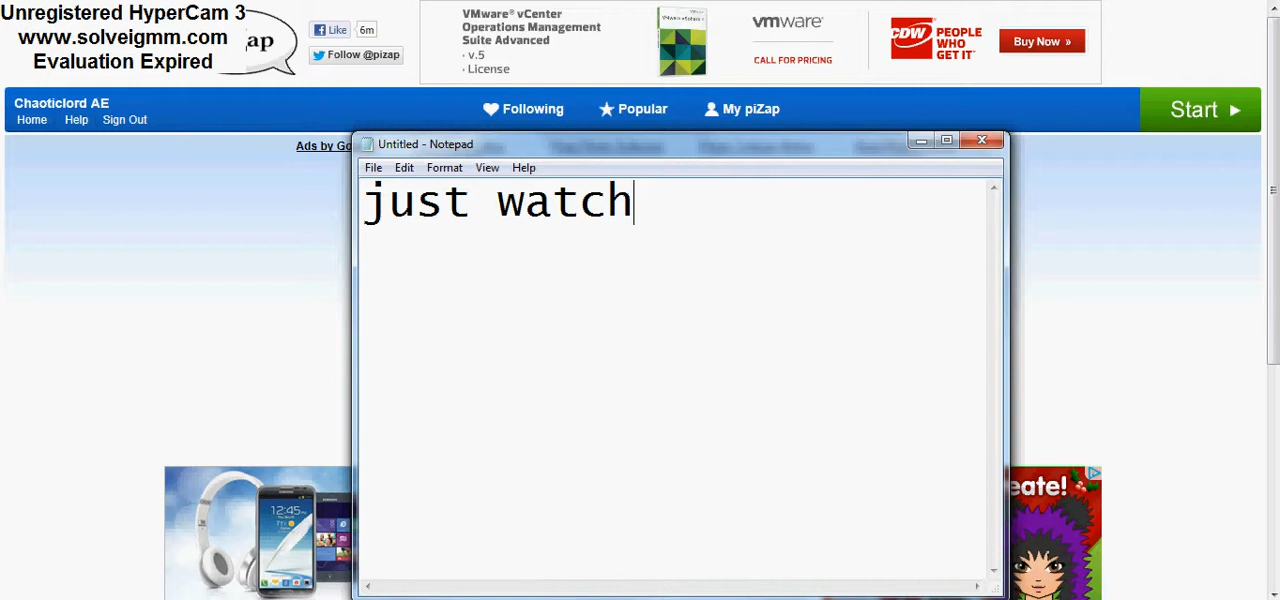 Unregistered HyperCam 3
www.solveigmm.com
Evaluation Expired
ap
Like
6m
Follow @pizap
VMware® vCenter
Operations Management
Suite Advanced
- v.5
- License
vmware®
CALL FOR PRICING
CDW
PEOPLE
WHO
GET IT™
Buy Now »
Chaoticlord AE
Home Help Sign Out
Following
Popular
My piZap
Start
Ads by Go
Untitled - Notepad
File Edit Format View Help
just watch
12:45
eate!